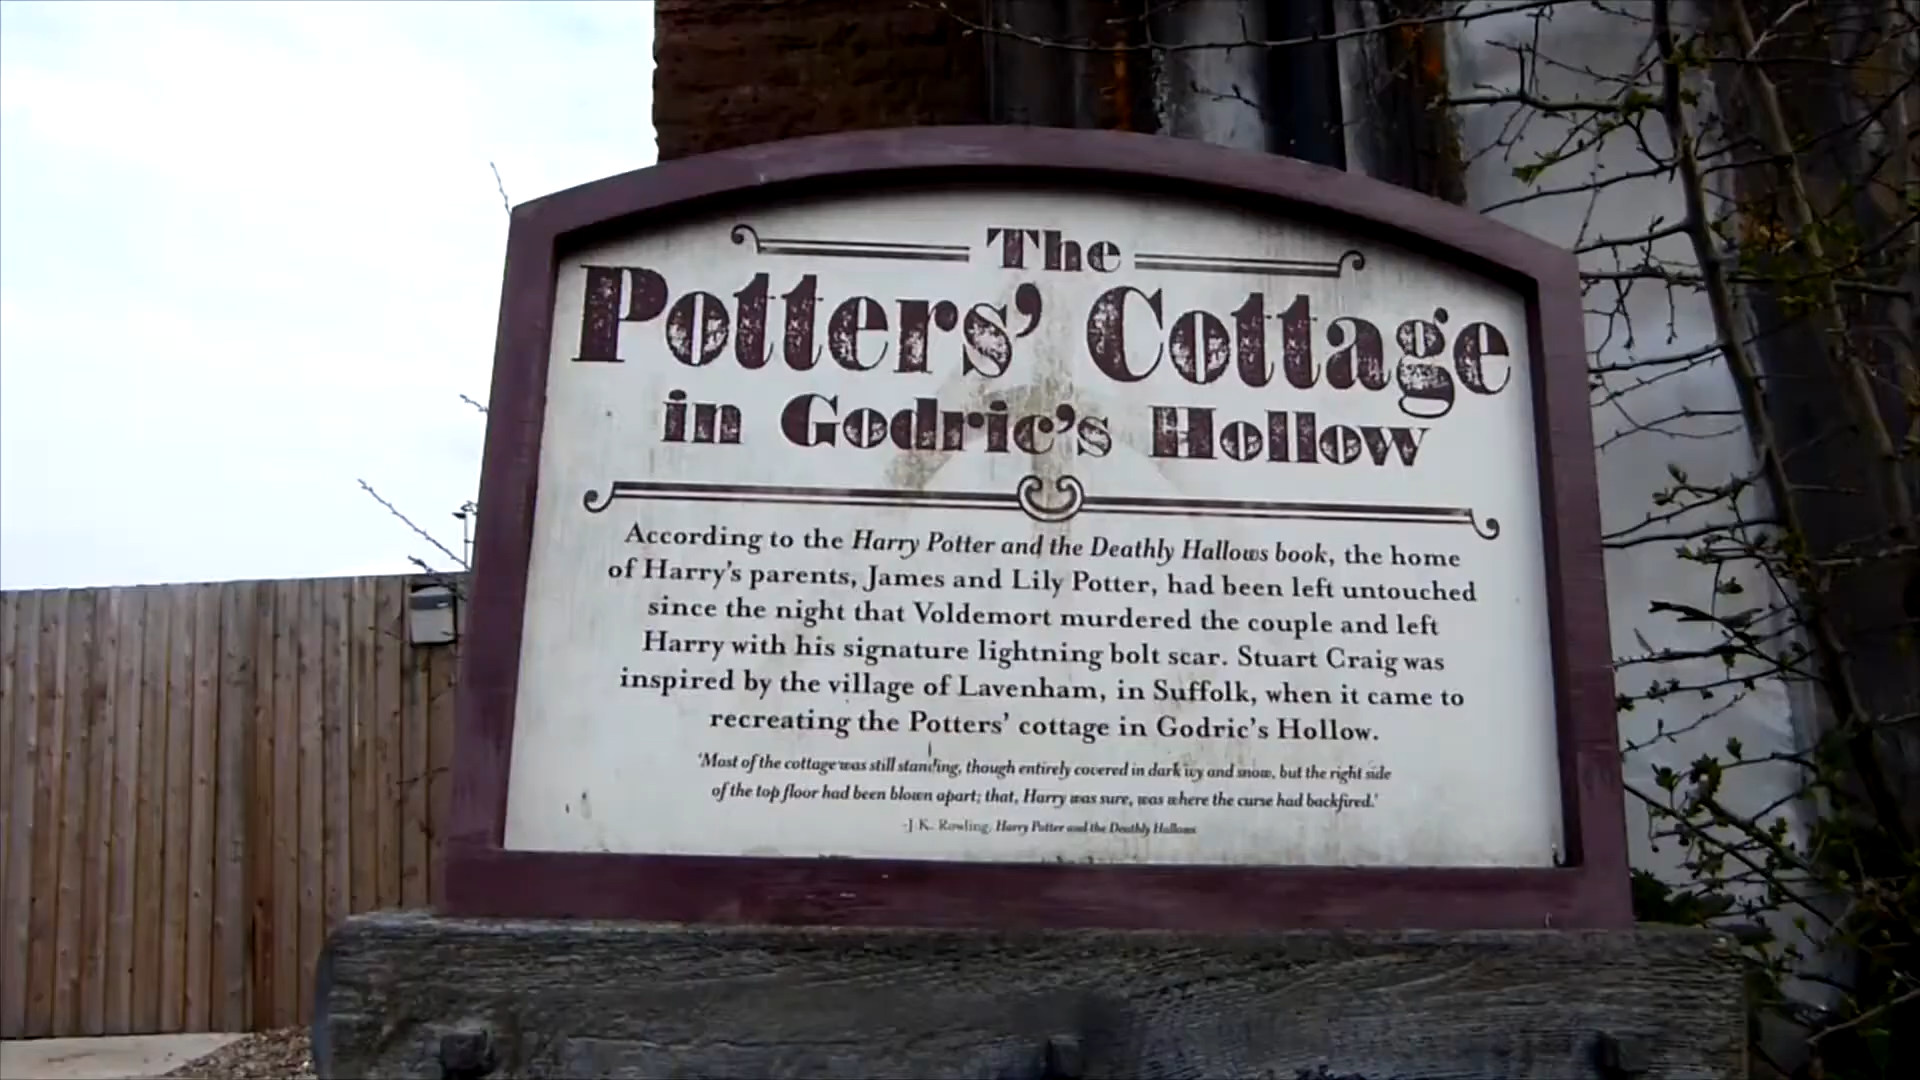 The
Potters' Cottage
in Godric's Hollow
According to the Harry Potter and the Deathly Hallows book, the home
of Harry's parents, James and Lily Potter, had been left untouched
since the night that Voldemort murdered the couple and left
Harry with his signature lightning bolt scar. Stuart Craig was
inspired by the village of Lavenham, in Suffolk, when it came to
recreating the Potters' cottage in Godric's Hollow.
'Most of the cottage was still standing, though entirely covered in dark ivy and snow, but the right side
of the top floor had been blown apart; that, Harry was sure, was where the curse had backfired.'
-J.K. Rowling, Harry Potter and the Deathly Hallows